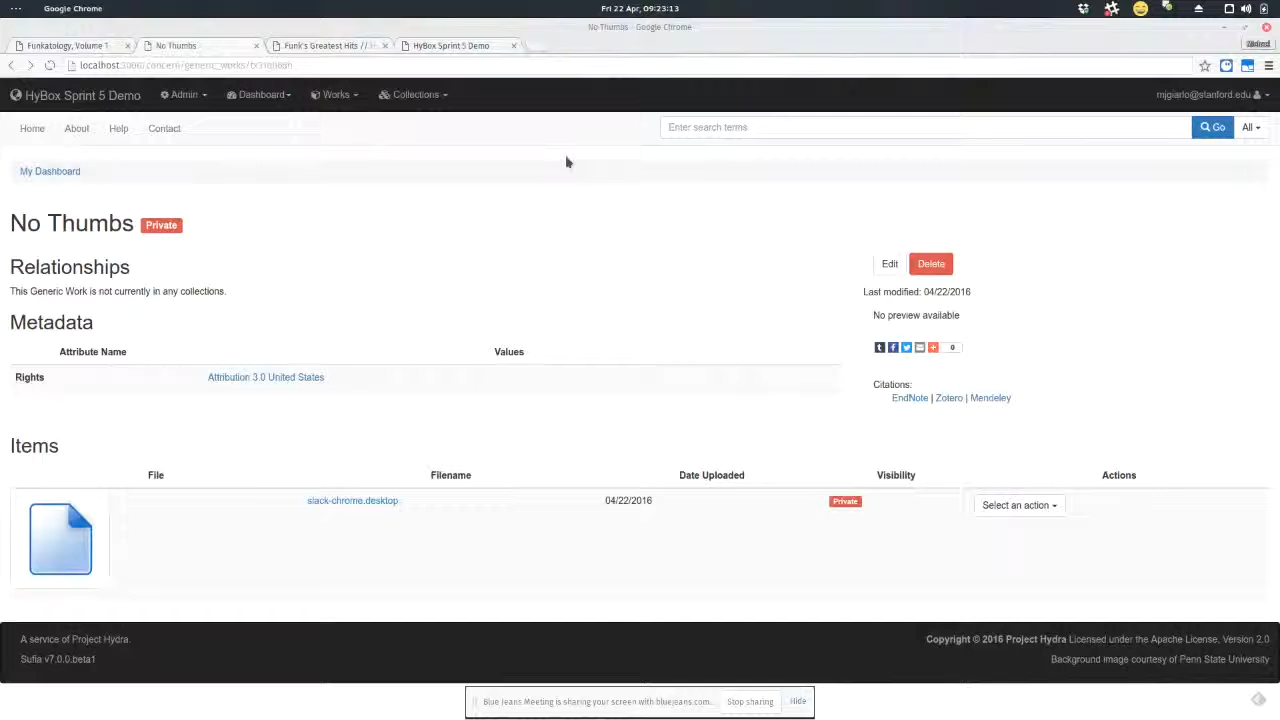 Google Chrome
Fri 22 Apr, 09:23:13
No Thumbs - Google Chrome
Funkatology, Volume 1
No Thumbs
Funk's Greatest Hits //
HyBox Sprint 5 Demo
HyBox Sprint 5 Demo
Admin
Dashboard
Works
Collections
mjgiarlo@stanford.edu
Home
About
Help
Contact
Enter search terms
Go
All
My Dashboard
No Thumbs Private
Relationships
Edit
Delete
This Generic Work is not currently in any collections.
Last modified: 04/22/2016
Metadata
No preview available
Attribute Name
Values
0
Rights
Attribution 3.0 United States
Citations:
EndNote | Zotero | Mendeley
Items
File
Filename
Date Uploaded
Visibility
Actions
slack-chrome.desktop
04/22/2016
Private
Select an action
A service of Project Hydra.
Copyright © 2016 Project Hydra Licensed under the Apache License, Version 2.0
Sufia v7.0.0.beta1
Background image courtesy of Penn State University
Blue Jeans Meeting is sharing your screen with bluejeans.com...
Stop sharing
Hide